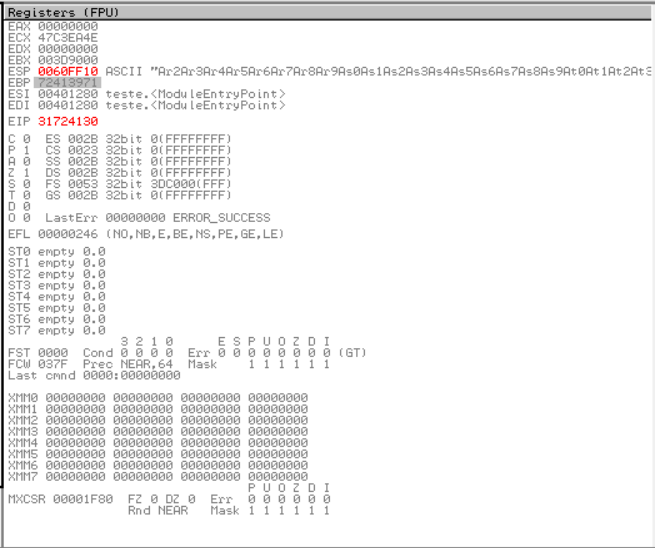 Registers (FPU)
EAX 00000000
ECX 47C3EA4E
EDX 00000000
EBX 003D9000
ESP 0060FF10 ASCII "Ar2Ar3Ar4Ar5Ar6Ar7Ar8Ar9As0As1As2As3As4As5As6As7As8As9At0At1At2At3
EBP 72413971
ESI 00401280 teste.<ModuleEntryPoint>
EDI 00401280 teste.<ModuleEntryPoint>
EIP 31724130
C 0 ES 002B 32bit 0(FFFFFFFF)
P 1 CS 0023 32bit 0(FFFFFFFF)
A 0 SS 002B 32bit 0(FFFFFFFF)
Z 1 DS 002B 32bit 0(FFFFFFFF)
S 0 FS 0053 32bit 3DC000(FFF)
T 0 GS 002B 32bit 0(FFFFFFFF)
D 0
O 0 LastErr 00000000 ERROR_SUCCESS
EFL 00000246 (NO,NB,E,BE,NS,PE,GE,LE)
ST0 empty 0.0
ST1 empty 0.0
ST2 empty 0.0
ST3 empty 0.0
ST4 empty 0.0
ST5 empty 0.0
ST6 empty 0.0
ST7 empty 0.0
3 2 1 0 E S P U O Z D I
FST 0000 Cond 0 0 0 0 Err 0 0 0 0 0 0 0 0 (GT)
FCW 037F Prec NEAR,64 Mask 1 1 1 1 1 1
Last cmnd 0000:00000000
XMM0 00000000 00000000 00000000 00000000
XMM1 00000000 00000000 00000000 00000000
XMM2 00000000 00000000 00000000 00000000
XMM3 00000000 00000000 00000000 00000000
XMM4 00000000 00000000 00000000 00000000
XMM5 00000000 00000000 00000000 00000000
XMM6 00000000 00000000 00000000 00000000
XMM7 00000000 00000000 00000000 00000000
P U O Z D I
MXCSR 00001F80 FZ 0 DZ 0 Err 0 0 0 0 0 0
Rnd NEAR Mask 1 1 1 1 1 1